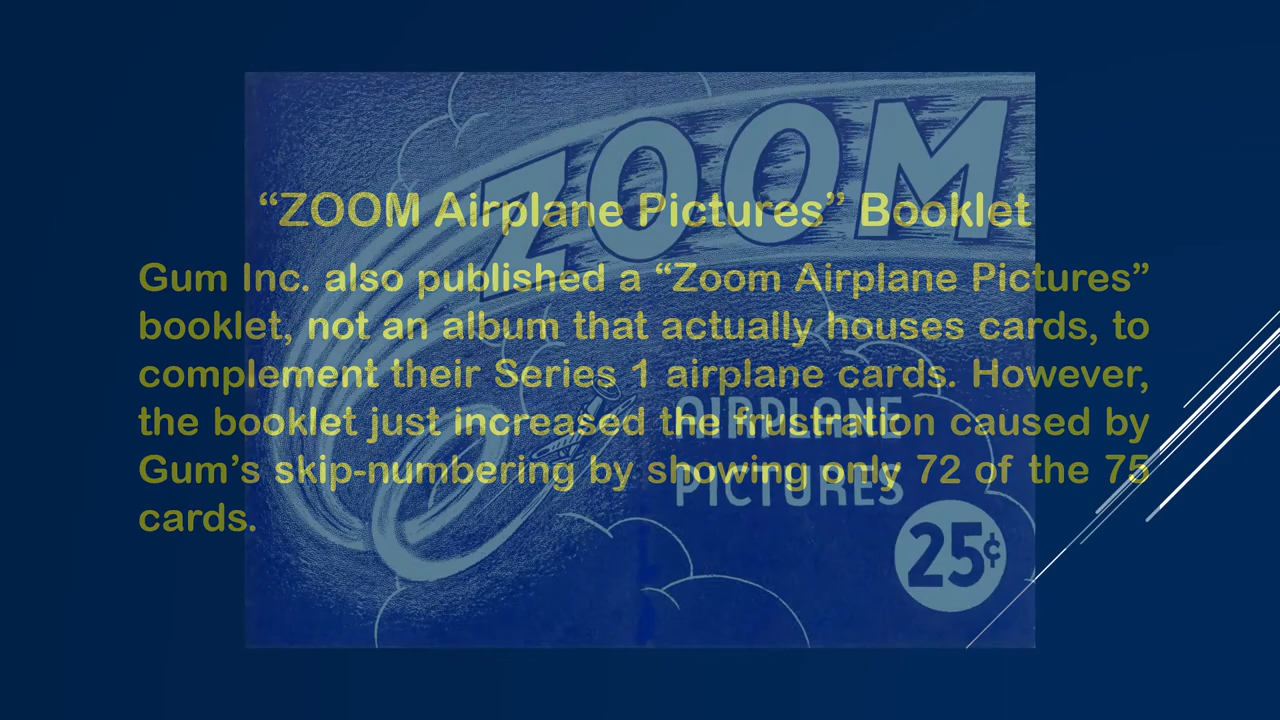 ZOOM
“ZOOM Airplane Pictures” Booklet
Gum Inc. also published a “Zoom Airplane Pictures”
booklet, not an album that actually houses cards, to
complement their Series 1 airplane cards. However,
the booklet just increased the frustration caused by
Gum’s skip-numbering by showing only 72 of the 75
cards.
AIRPLANE
PICTURES
25¢